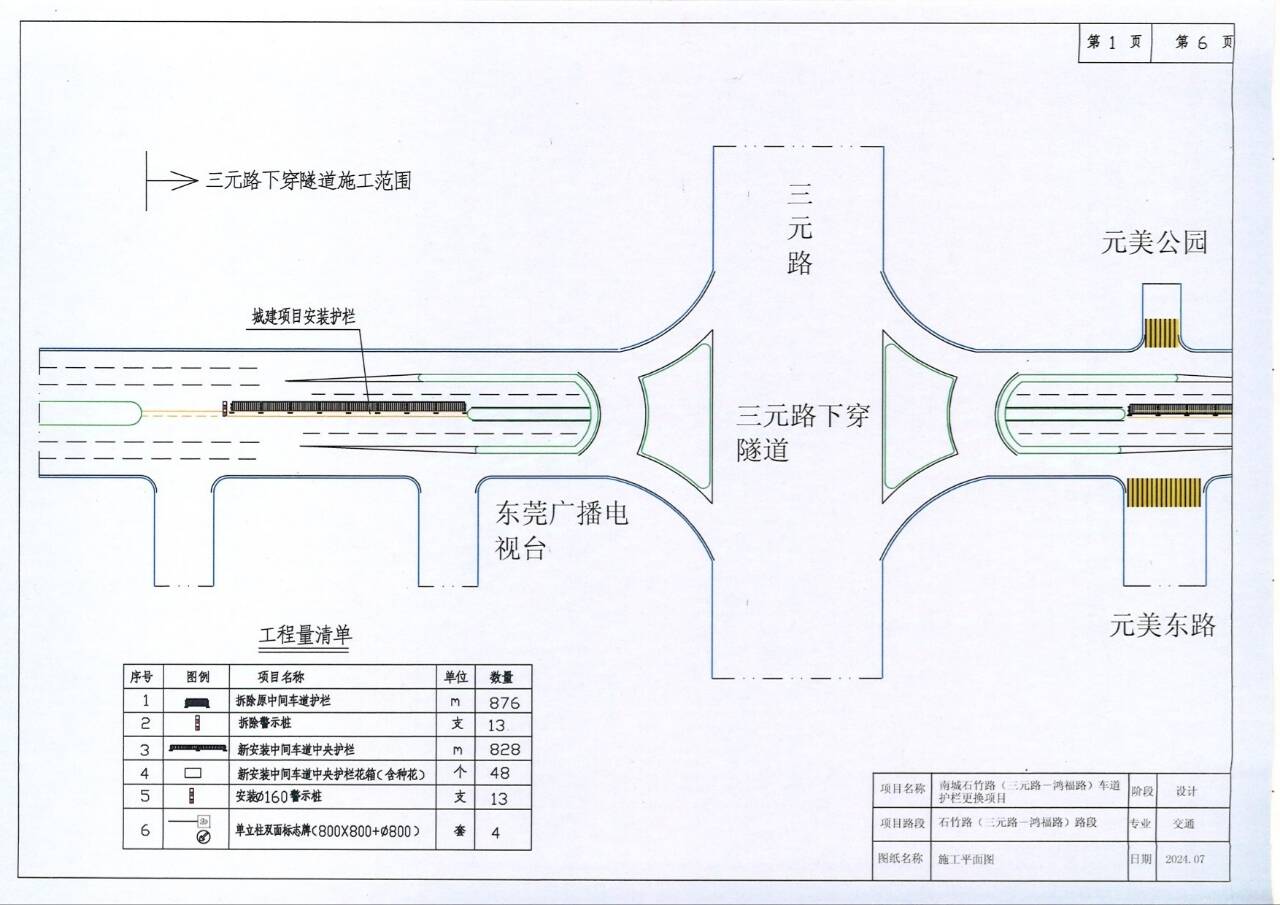 第 1 页 第 6 页
三元路下穿隧道施工范围
三
元
路
元美公园
城建项目安装护栏
三元路下穿
隧道
东莞广播电
视台
元美东路
工程量清单
序号 图例 项目名称 单位 数量
1 拆除原中间车道护栏 m 876
2 拆除警示桩 支 13
3 新安装中间车道中央护栏 m 828
4 新安装中间车道中央护栏花箱(含种花) 个 48
5 安装Ø160警示桩 支 13
6 单立柱双面标志牌(800X800+Ø800) 套 4
项目名称 南城石竹路(三元路－鸿福路)车道
护栏更换项目 阶段 设计
项目路段 石竹路(三元路－鸿福路)路段 专业 交通
图纸名称 施工平面图 日期 2024.07